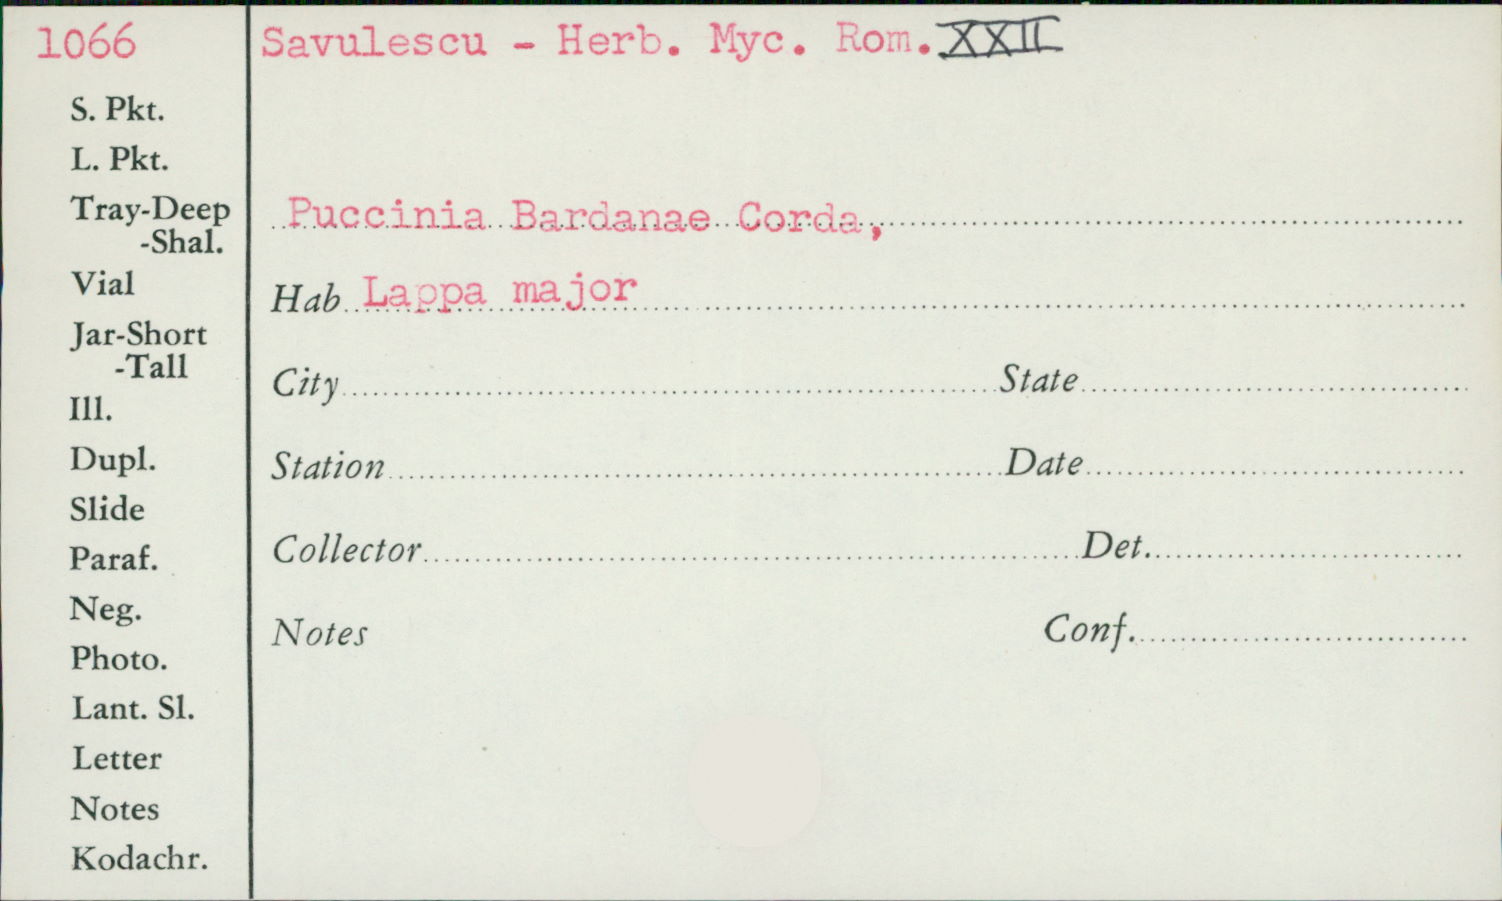 1066
Savulescu - Herb. Myc. Rom. XXII
S. Pkt.
L. Pkt.
Tray-Deep
-Shal.
Vial
Jar-Short
-Tall
Ill.
Dupl.
Slide
Paraf.
Neg.
Photo.
Lant. Sl.
Letter
Notes
Kodachr.
Puccinia Bardanae Corda,
Hab Lappa major
City State
Station Date
Collector Det.
Notes Conf.